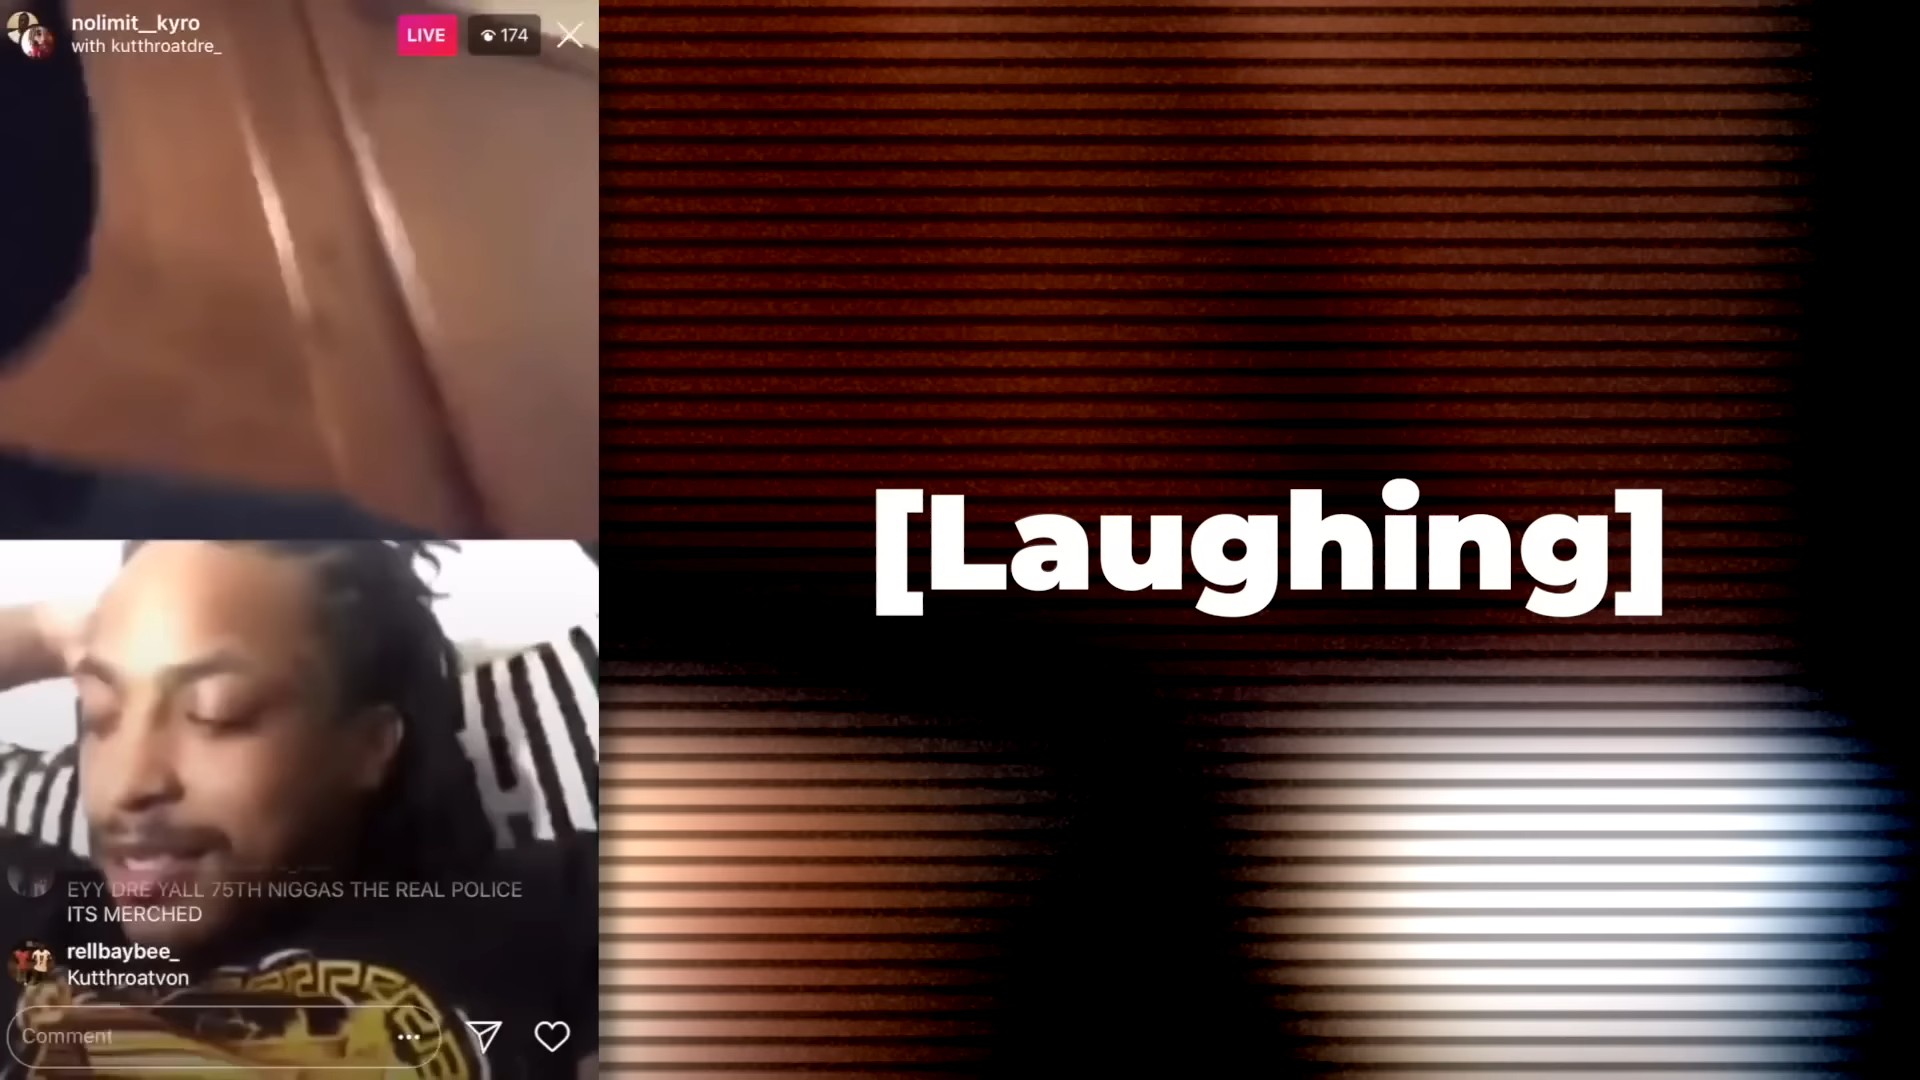 nolimit__kyro
with kutthroatdre_
LIVE
174
[Laughing]
EYY DRE YALL 75TH NIGGAS THE REAL POLICE
ITS MERCHED
rellbaybee_
Kutthroatvon
Comment